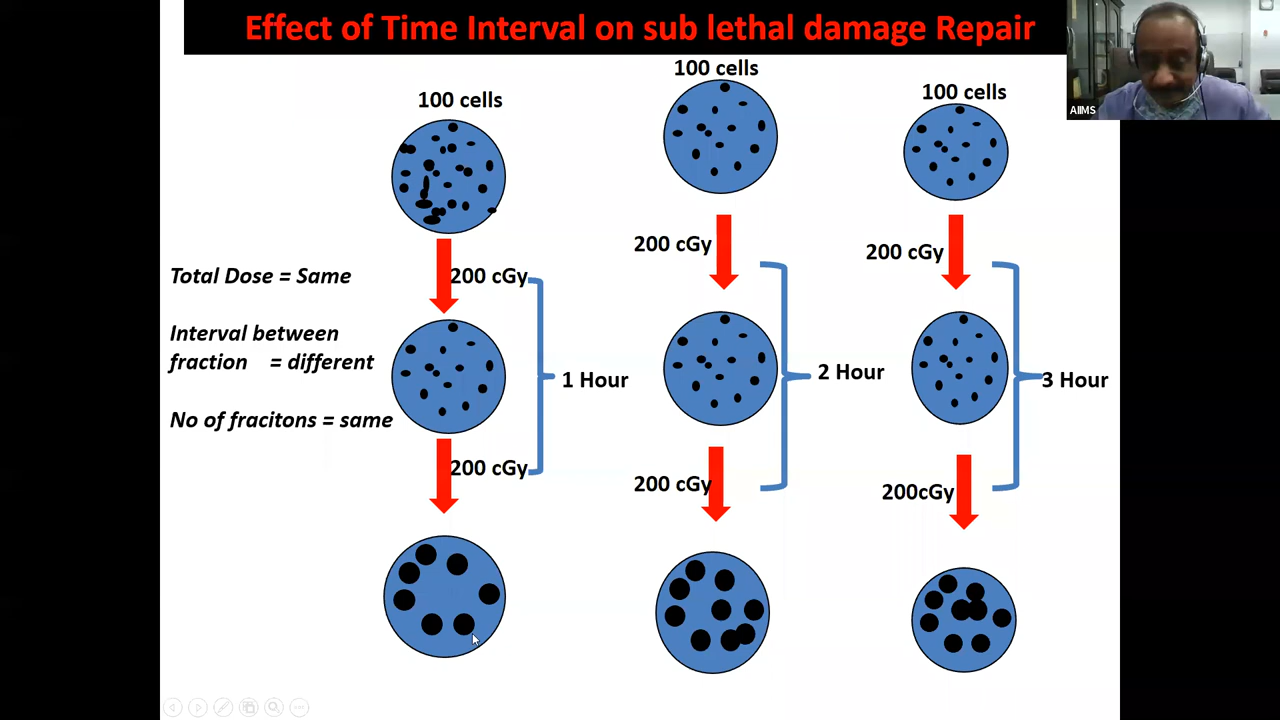 Effect of Time Interval on sub lethal damage Repair
AIIMS
100 cells
100 cells
100 cells
200 cGy
200 cGy
200 cGy
Total Dose = Same
Interval between
fraction = different
No of fracitons = same
1 Hour
2 Hour
3 Hour
200 cGy
200 cGy
200cGy